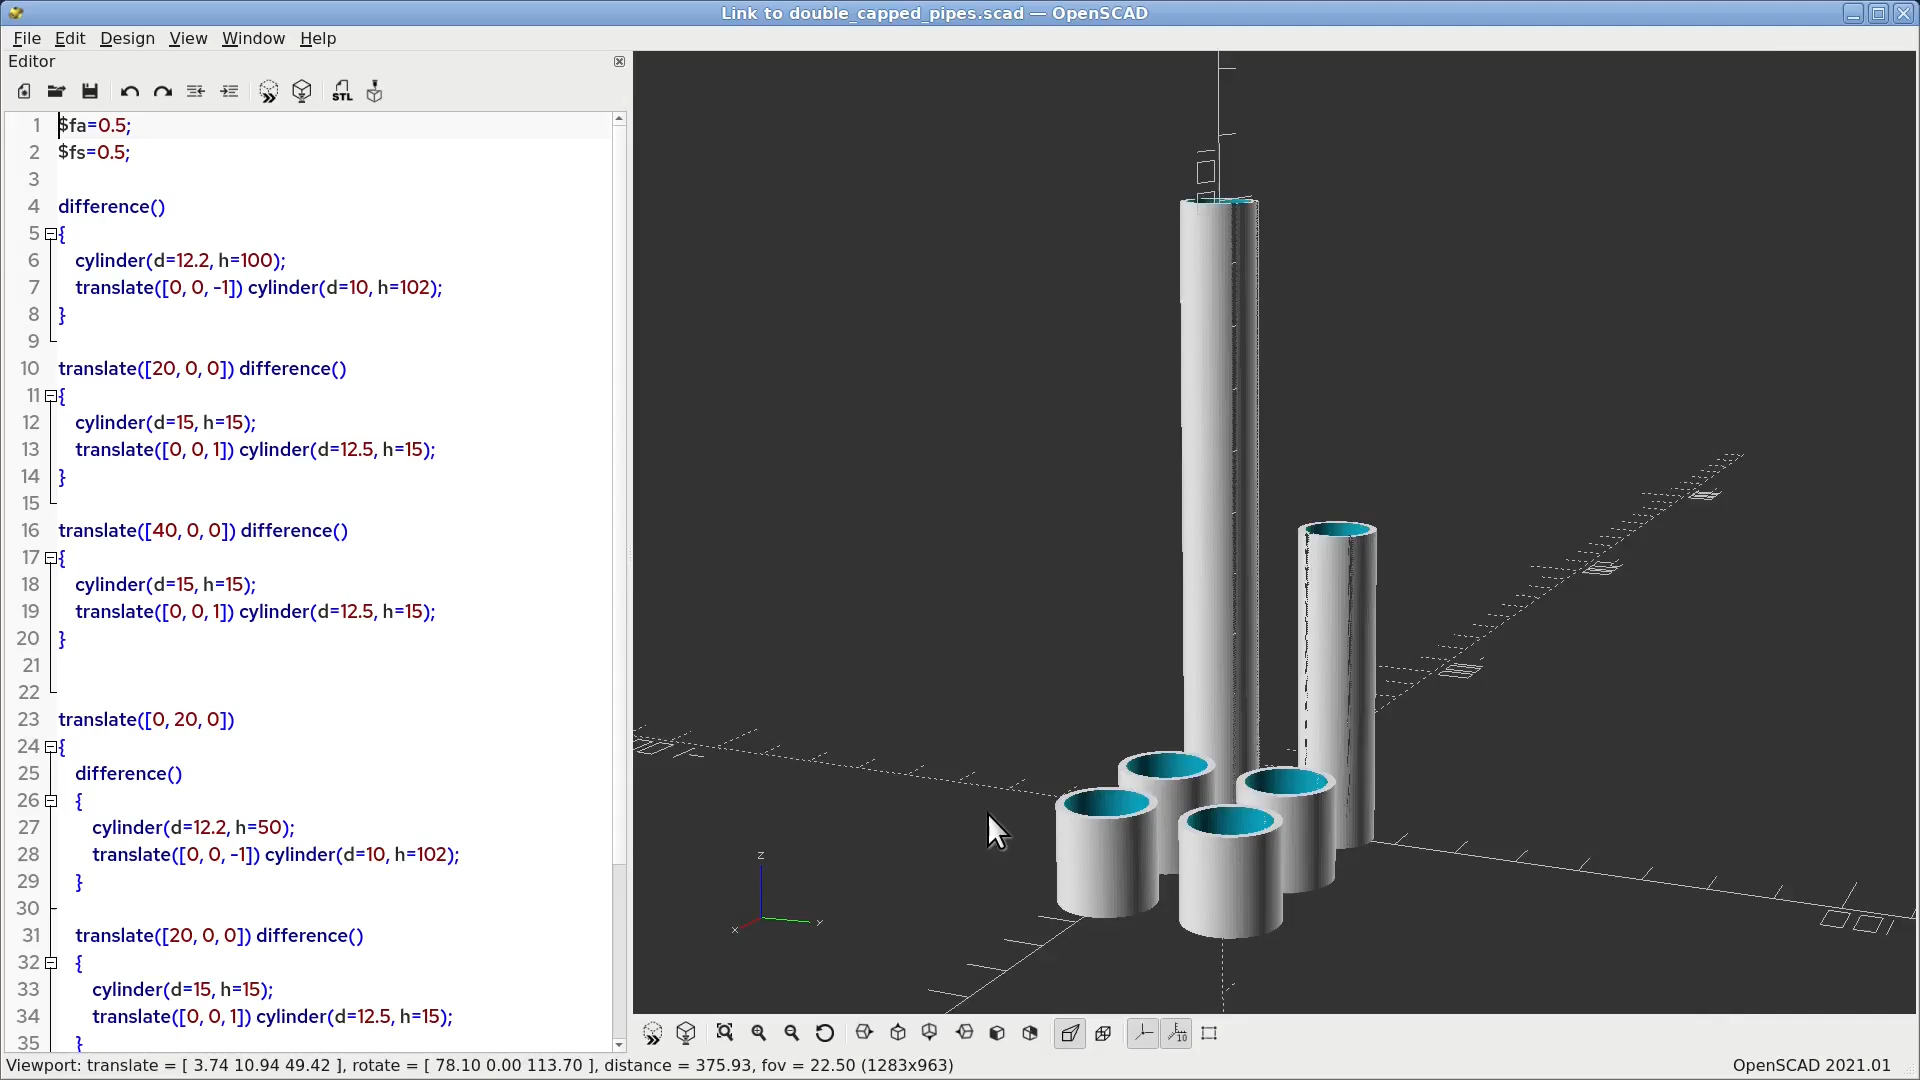 Link to double_capped_pipes.scad — OpenSCAD
File Edit Design View Window Help
Editor
STL
1 $fa=0.5;
2 $fs=0.5;
3
4 difference()
5 {
6 cylinder(d=12.2, h=100);
7 translate([0, 0, -1]) cylinder(d=10, h=102);
8 }
9
10 translate([20, 0, 0]) difference()
11 {
12 cylinder(d=15, h=15);
13 translate([0, 0, 1]) cylinder(d=12.5, h=15);
14 }
15
16 translate([40, 0, 0]) difference()
17 {
18 cylinder(d=15, h=15);
19 translate([0, 0, 1]) cylinder(d=12.5, h=15);
20 }
21
22
23 translate([0, 20, 0])
24 {
25 difference()
26 {
27 cylinder(d=12.2, h=50);
28 translate([0, 0, -1]) cylinder(d=10, h=102);
29 }
30
31 translate([20, 0, 0]) difference()
32 {
33 cylinder(d=15, h=15);
34 translate([0, 0, 1]) cylinder(d=12.5, h=15);
35 }
z
x
y
10
Viewport: translate = [ 3.74 10.94 49.42 ], rotate = [ 78.10 0.00 113.70 ], distance = 375.93, fov = 22.50 (1283x963)
OpenSCAD 2021.01